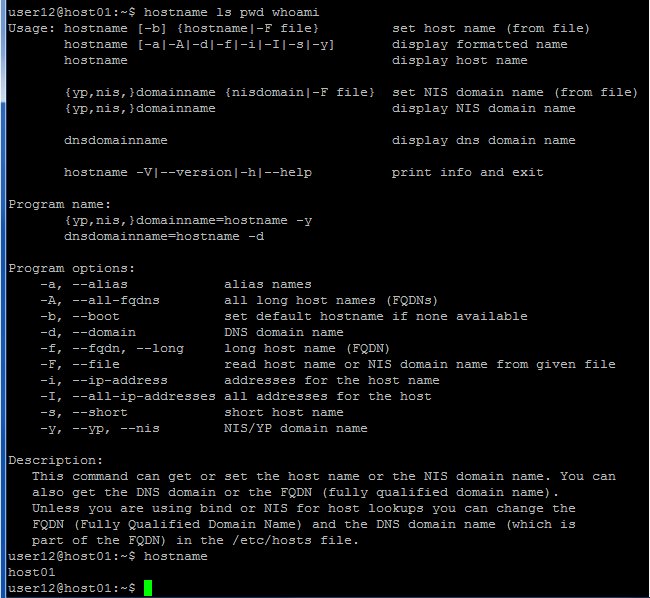 user12@host01:~$ hostname ls pwd whoami
Usage: hostname [-b] {hostname|-F file}         set host name (from file)
       hostname [-a|-A|-d|-f|-i|-I|-s|-y]       display formatted name
       hostname                                 display host name

       {yp,nis,}domainname {nisdomain|-F file}  set NIS domain name (from file)
       {yp,nis,}domainname                      display NIS domain name

       dnsdomainname                            display dns domain name

       hostname -V|--version|-h|--help          print info and exit

Program name:
       {yp,nis,}domainname=hostname -y
       dnsdomainname=hostname -d

Program options:
    -a, --alias            alias names
    -A, --all-fqdns        all long host names (FQDNs)
    -b, --boot             set default hostname if none available
    -d, --domain           DNS domain name
    -f, --fqdn, --long     long host name (FQDN)
    -F, --file             read host name or NIS domain name from given file
    -i, --ip-address       addresses for the host name
    -I, --all-ip-addresses all addresses for the host
    -s, --short            short host name
    -y, --yp, --nis        NIS/YP domain name

Description:
   This command can get or set the host name or the NIS domain name. You can
   also get the DNS domain or the FQDN (fully qualified domain name).
   Unless you are using bind or NIS for host lookups you can change the
   FQDN (Fully Qualified Domain Name) and the DNS domain name (which is
   part of the FQDN) in the /etc/hosts file.
user12@host01:~$ hostname
host01
user12@host01:~$